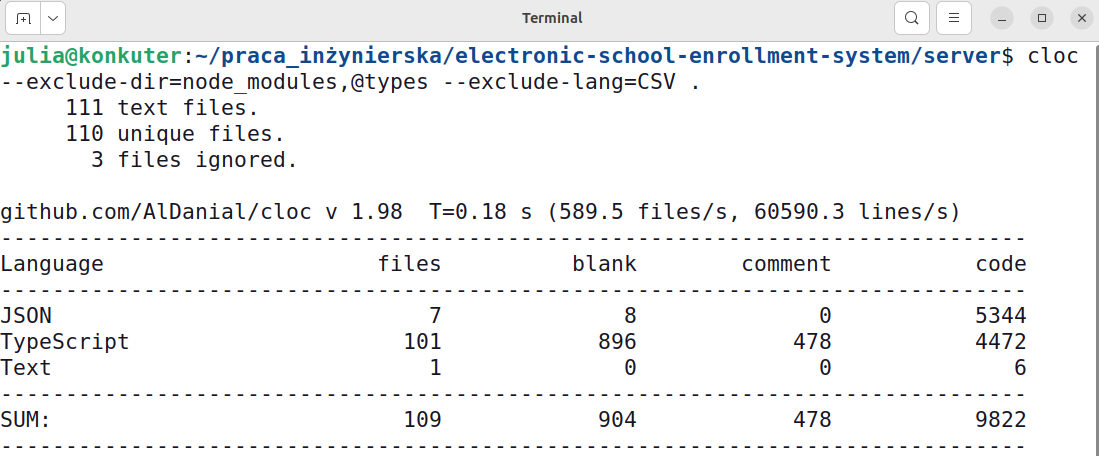 Terminal
julia@konkuter:~/praca_inżynierska/electronic-school-enrollment-system/server$ cloc
--exclude-dir=node_modules,@types --exclude-lang=CSV .
     111 text files.
     110 unique files.
       3 files ignored.
github.com/AlDanial/cloc v 1.98  T=0.18 s (589.5 files/s, 60590.3 lines/s)
-------------------------------------------------------------------------------
Language                     files          blank        comment           code
-------------------------------------------------------------------------------
JSON                             7              8              0           5344
TypeScript                     101            896            478           4472
Text                             1              0              0              6
-------------------------------------------------------------------------------
SUM:                           109            904            478           9822
-------------------------------------------------------------------------------